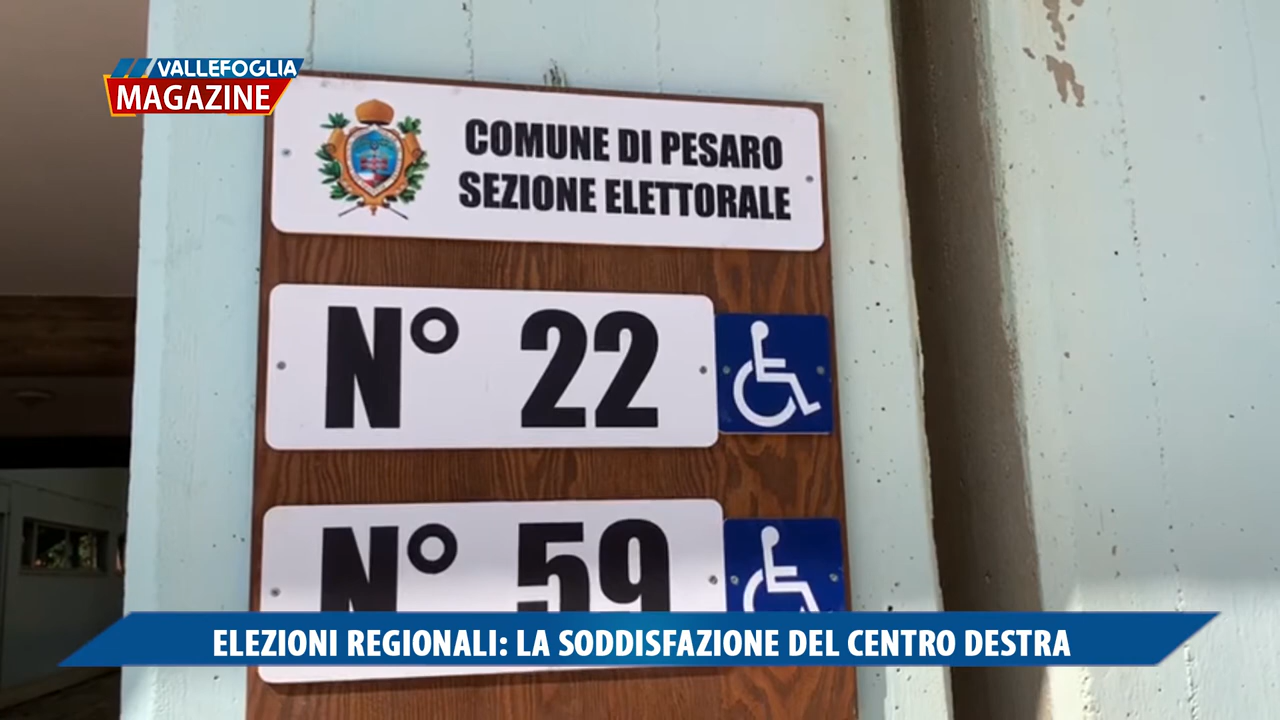 VALLEFOGLIA
MAGAZINE
COMUNE DI PESARO
SEZIONE ELETTORALE
N° 22
N° 59
ELEZIONI REGIONALI: LA SODDISFAZIONE DEL CENTRO DESTRA